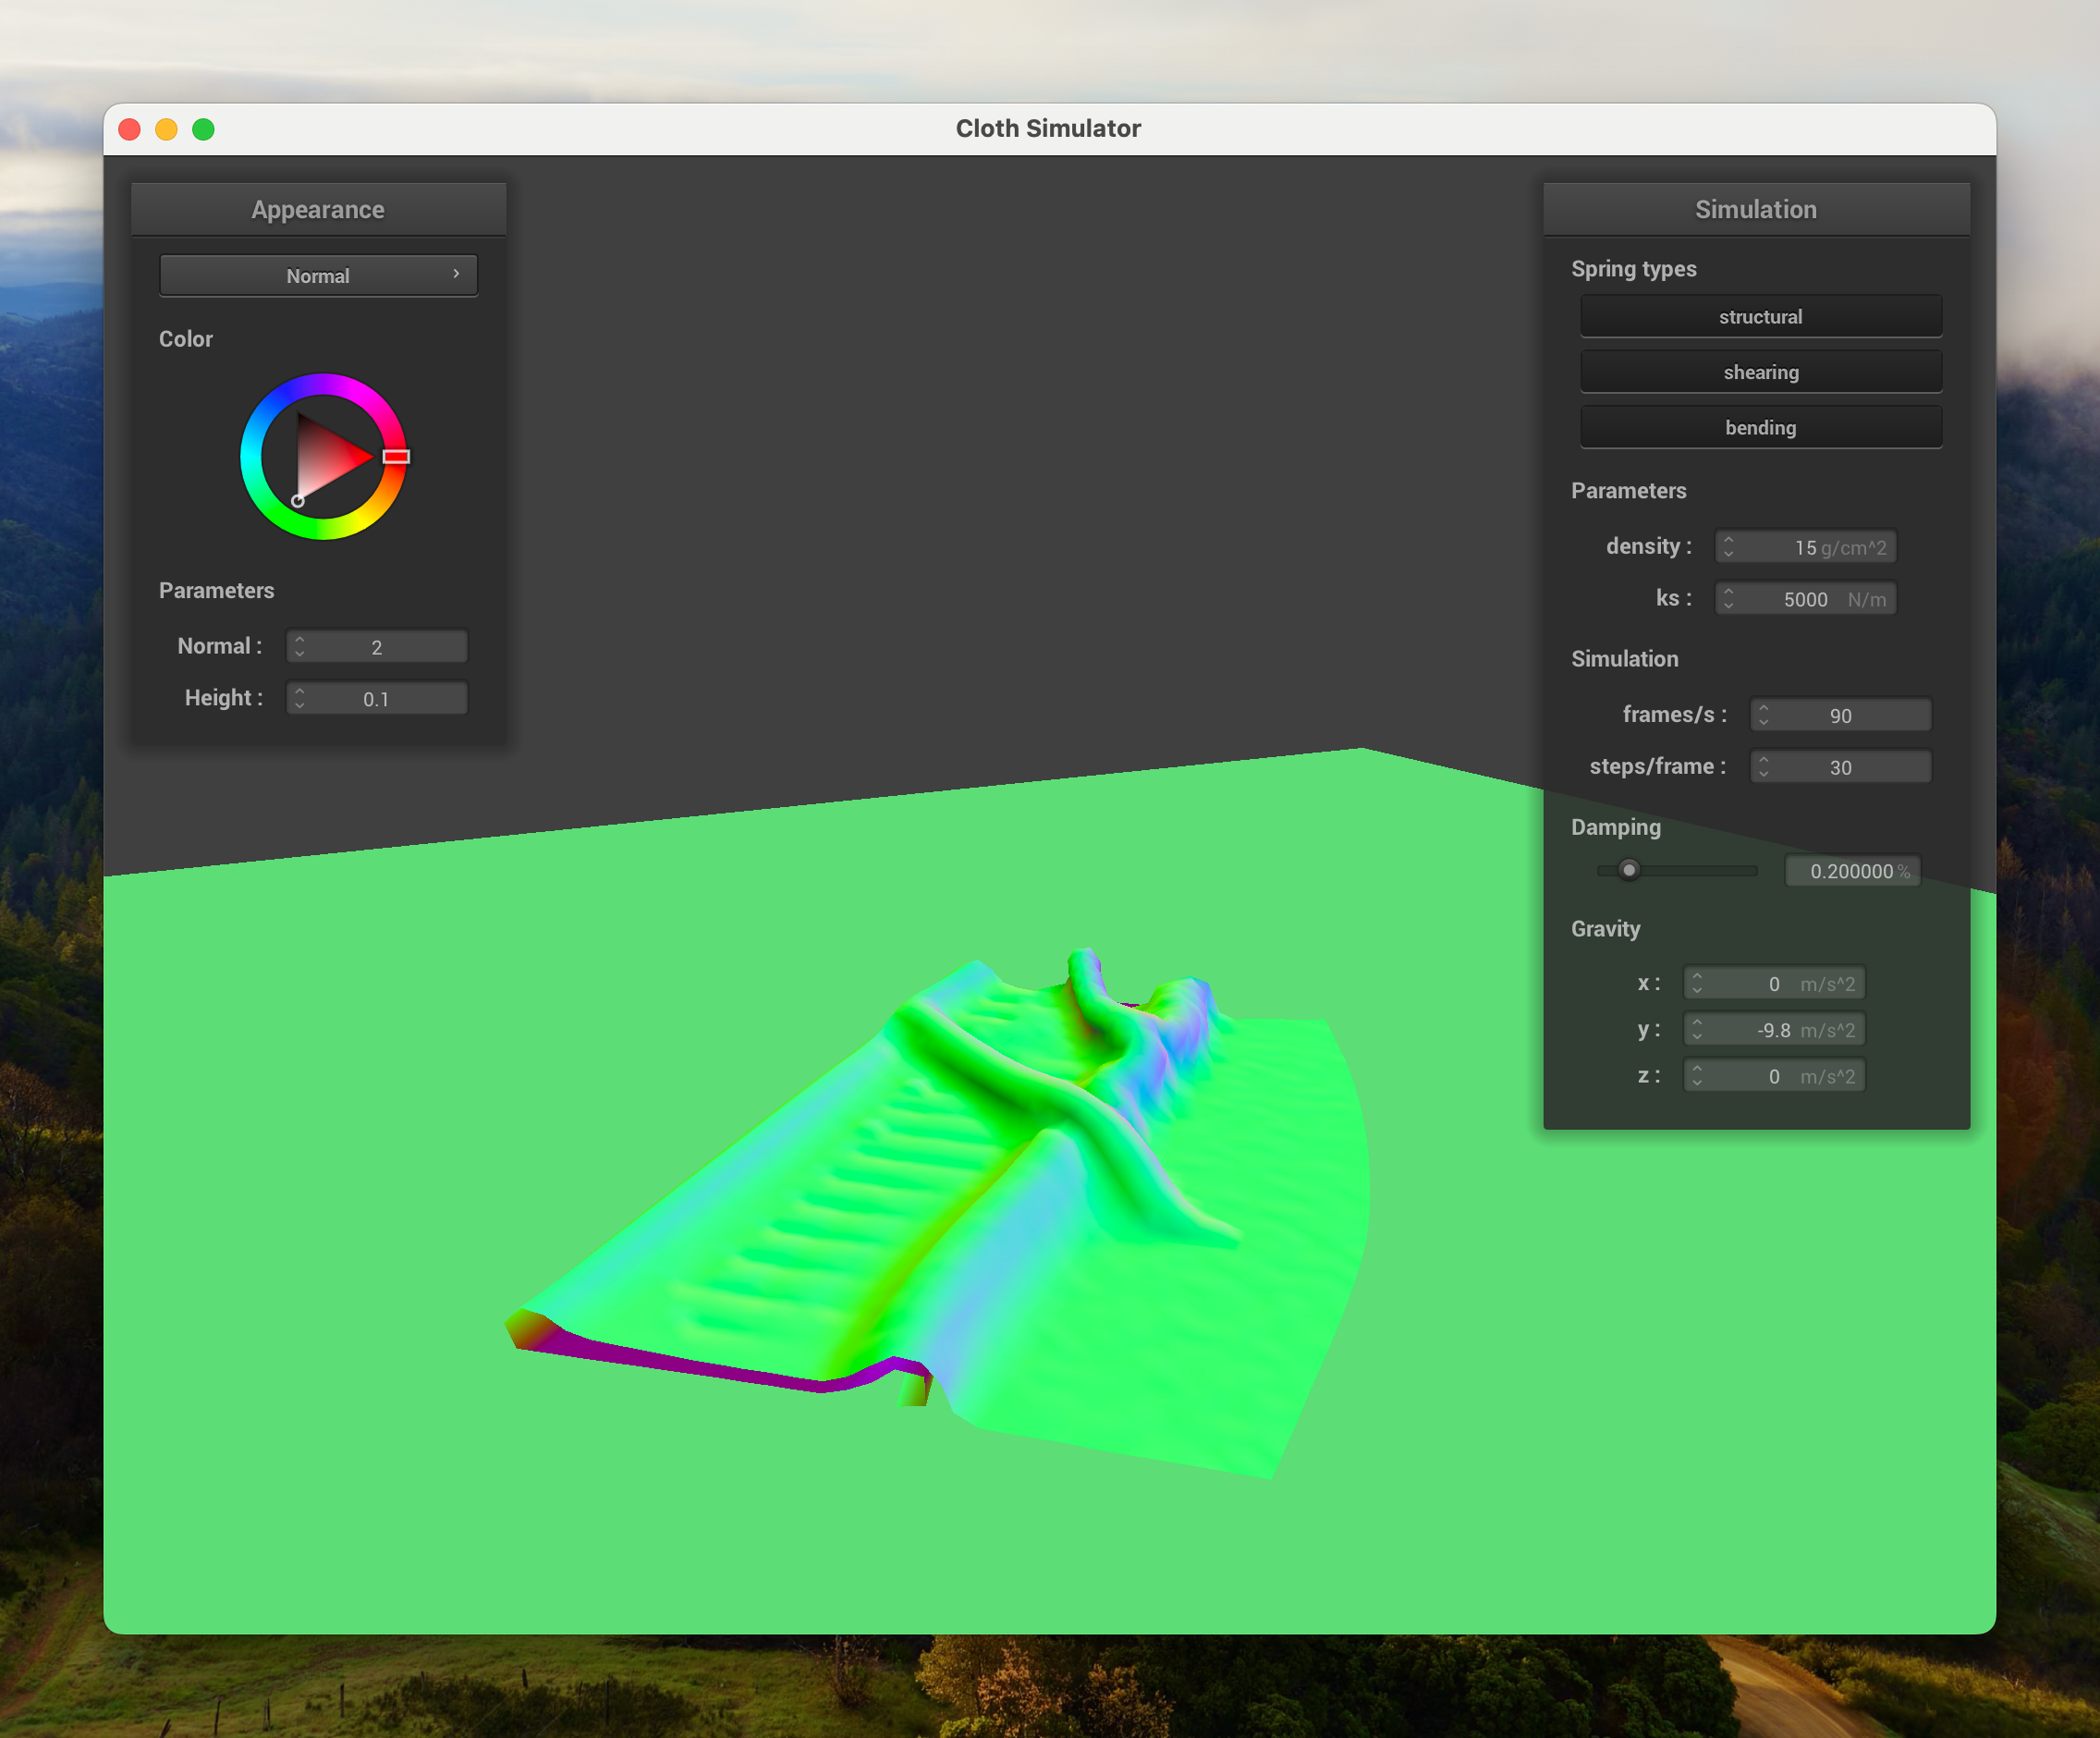 Cloth Simulator
Appearance
Normal
Color
Parameters
Normal : 2
Height : 0.1
Simulation
Spring types
structural
shearing
bending
Parameters
density : 15 g/cm^2
ks : 5000 N/m
Simulation
frames/s : 90
steps/frame : 30
Damping
0.200000 %
Gravity
x : 0 m/s^2
y : -9.8 m/s^2
z : 0 m/s^2